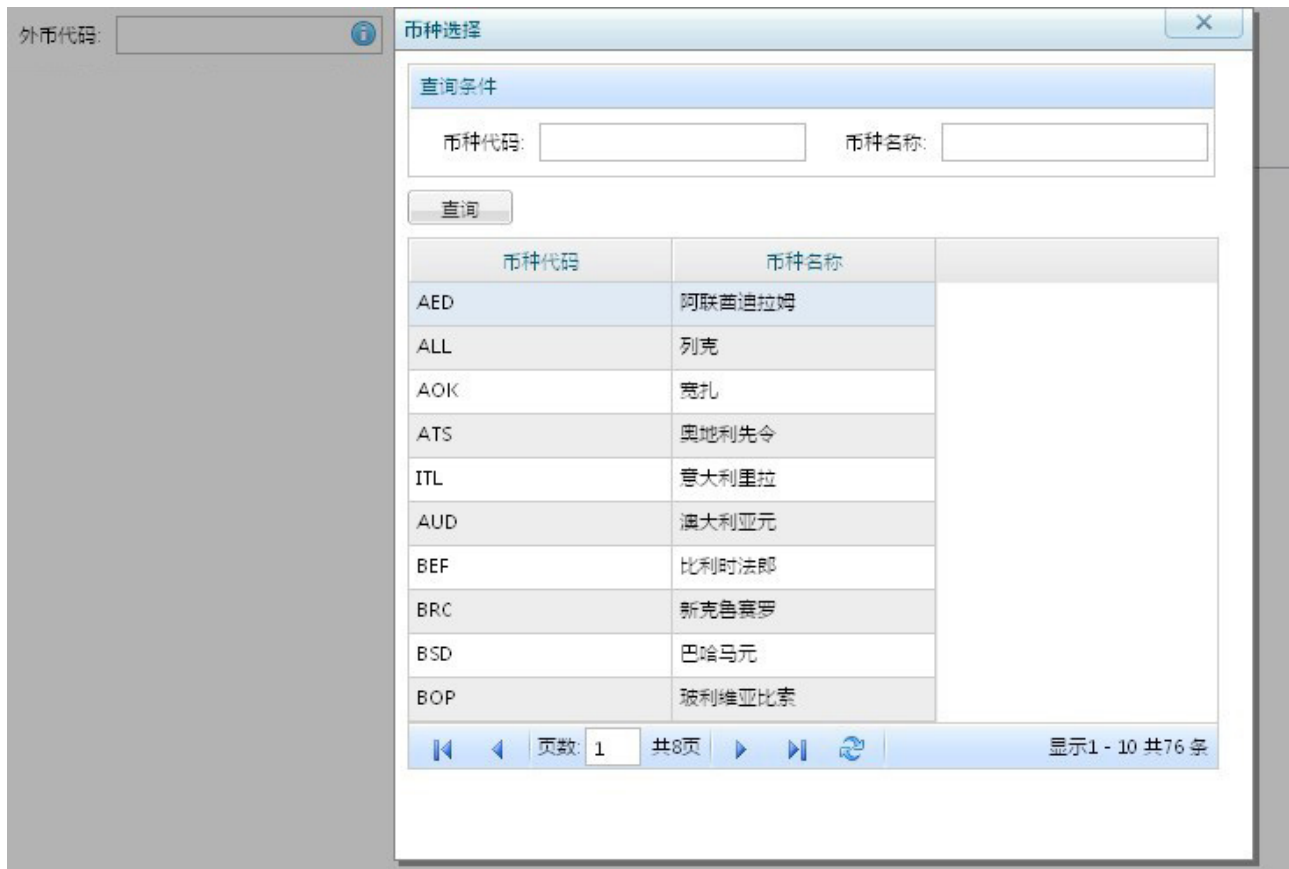 外币代码:
币种选择
查询条件
币种代码: 币种名称:
查询
币种代码 币种名称
AED 阿联酋迪拉姆
ALL 列克
AOK 宽扎
ATS 奥地利先令
ITL 意大利里拉
AUD 澳大利亚元
BEF 比利时法郎
BRC 新克鲁赛罗
BSD 巴哈马元
BOP 玻利维亚比索
页数: 1 共8页 显示1 - 10 共76 条